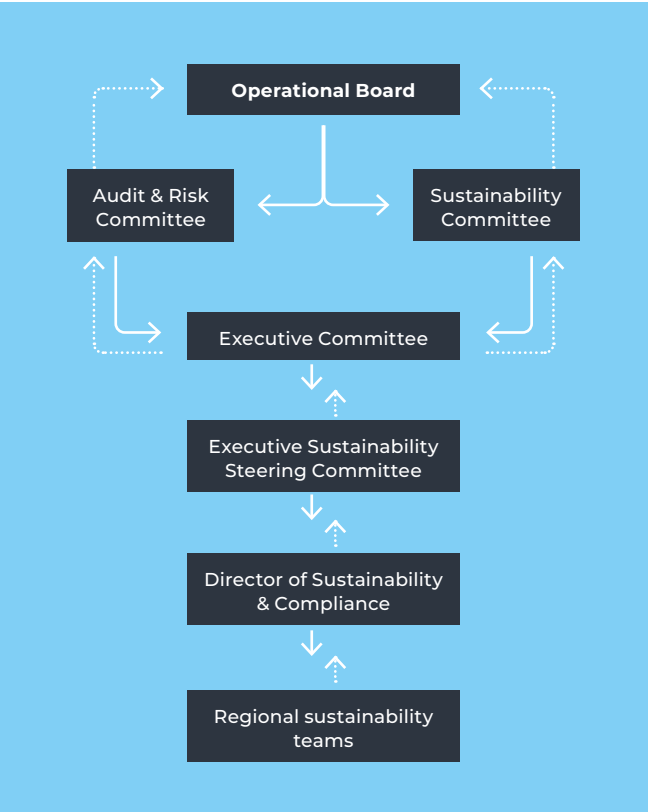 Operational Board
Audit & Risk
Committee
Sustainability
Committee
Executive Committee
Executive Sustainability
Steering Committee
Director of Sustainability
& Compliance
Regional sustainability
teams